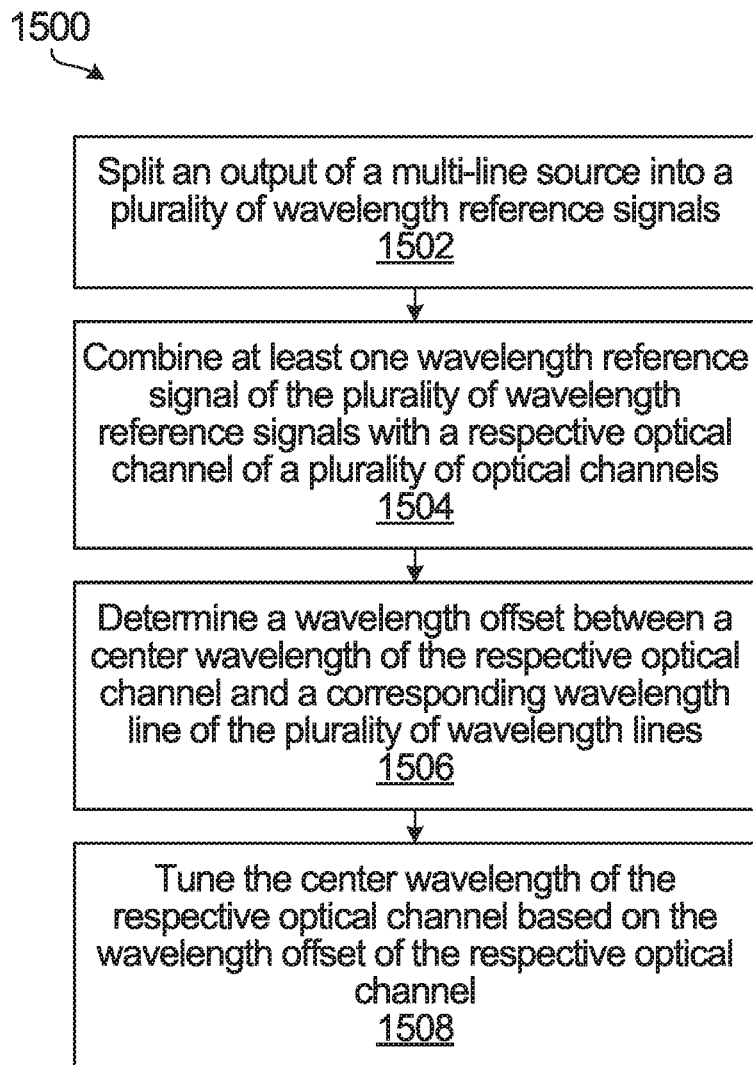 1500
Split an output of a multi-line source into a
plurality of wavelength reference signals
1502
Combine at least one wavelength reference
signal of the plurality of wavelength
reference signals with a respective optical
channel of a plurality of optical channels
1504
Determine a wavelength offset between a
center wavelength of the respective optical
channel and a corresponding wavelength
line of the plurality of wavelength lines
1506
Tune the center wavelength of the
respective optical channel based on the
wavelength offset of the respective optical
channel
1508